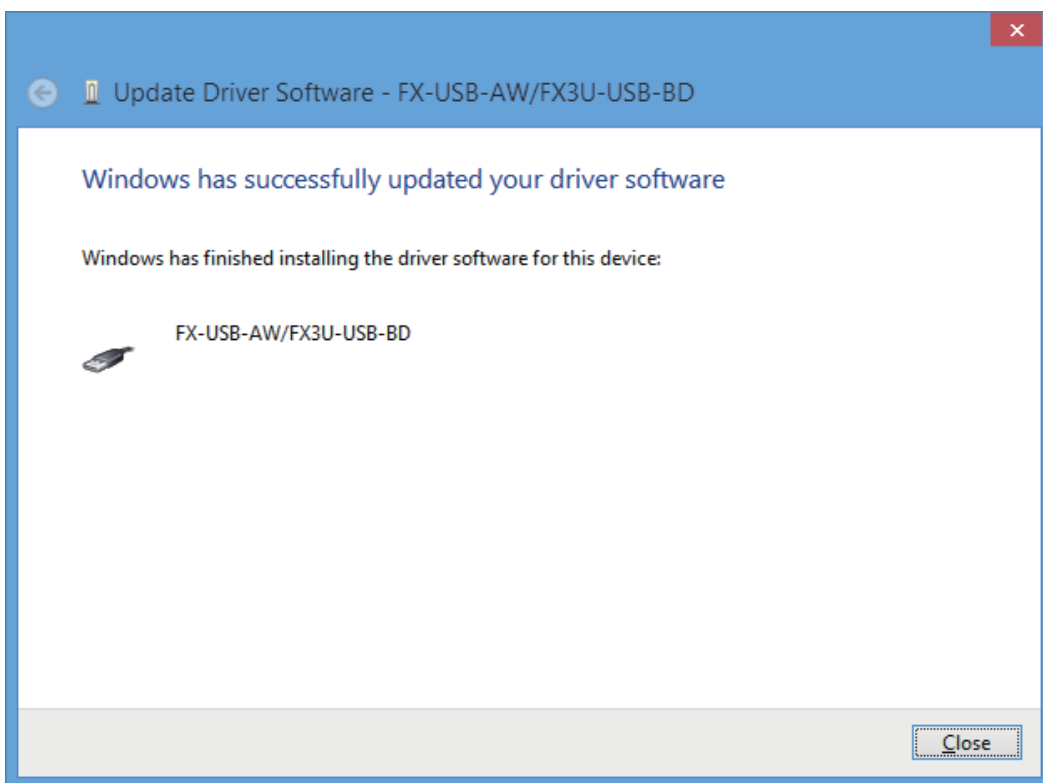 Update Driver Software - FX-USB-AW/FX3U-USB-BD
Windows has successfully updated your driver software
Windows has finished installing the driver software for this device:
FX-USB-AW/FX3U-USB-BD
Close